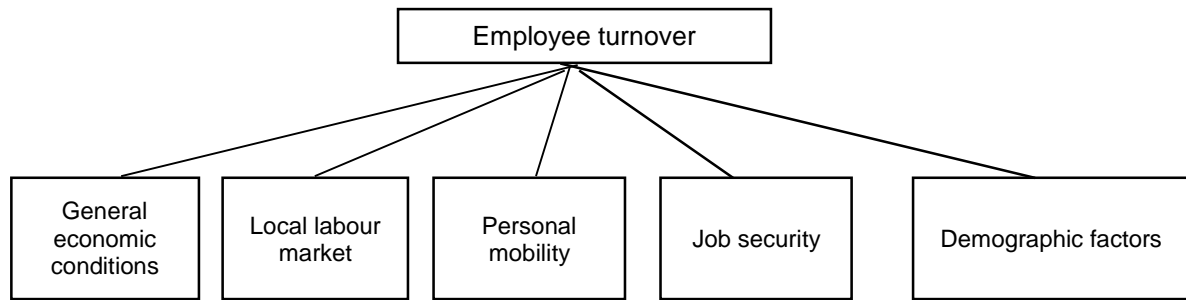 Employee turnover
General
economic
conditions
Local labour
market
Personal
mobility
Job security
Demographic factors